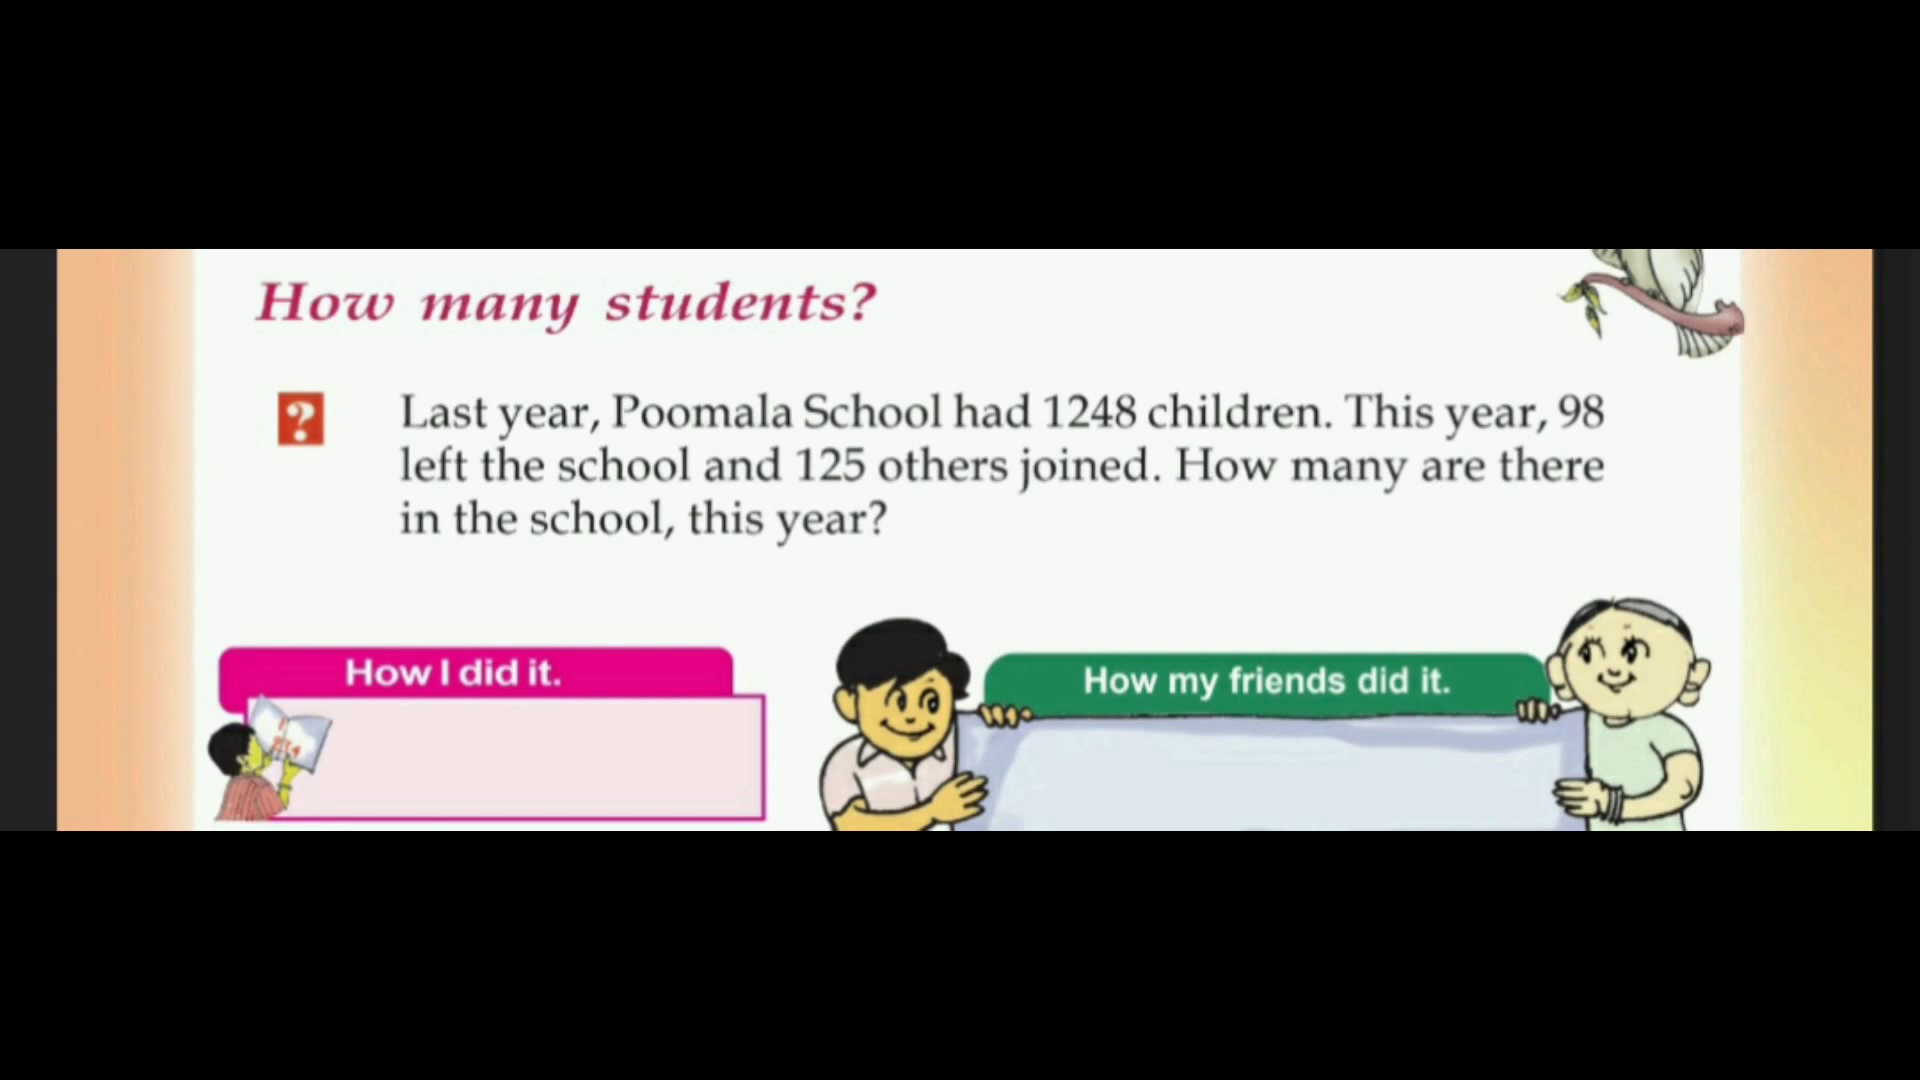 How many students?
? Last year, Poomala School had 1248 children. This year, 98
left the school and 125 others joined. How many are there
in the school, this year?
How I did it.
How my friends did it.